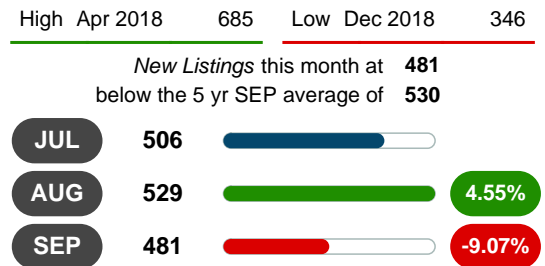 High Apr 2018 685 Low Dec 2018 346
New Listings this month at 481
below the 5 yr SEP average of 530
JUL 506
AUG 529 4.55%
SEP 481 -9.07%